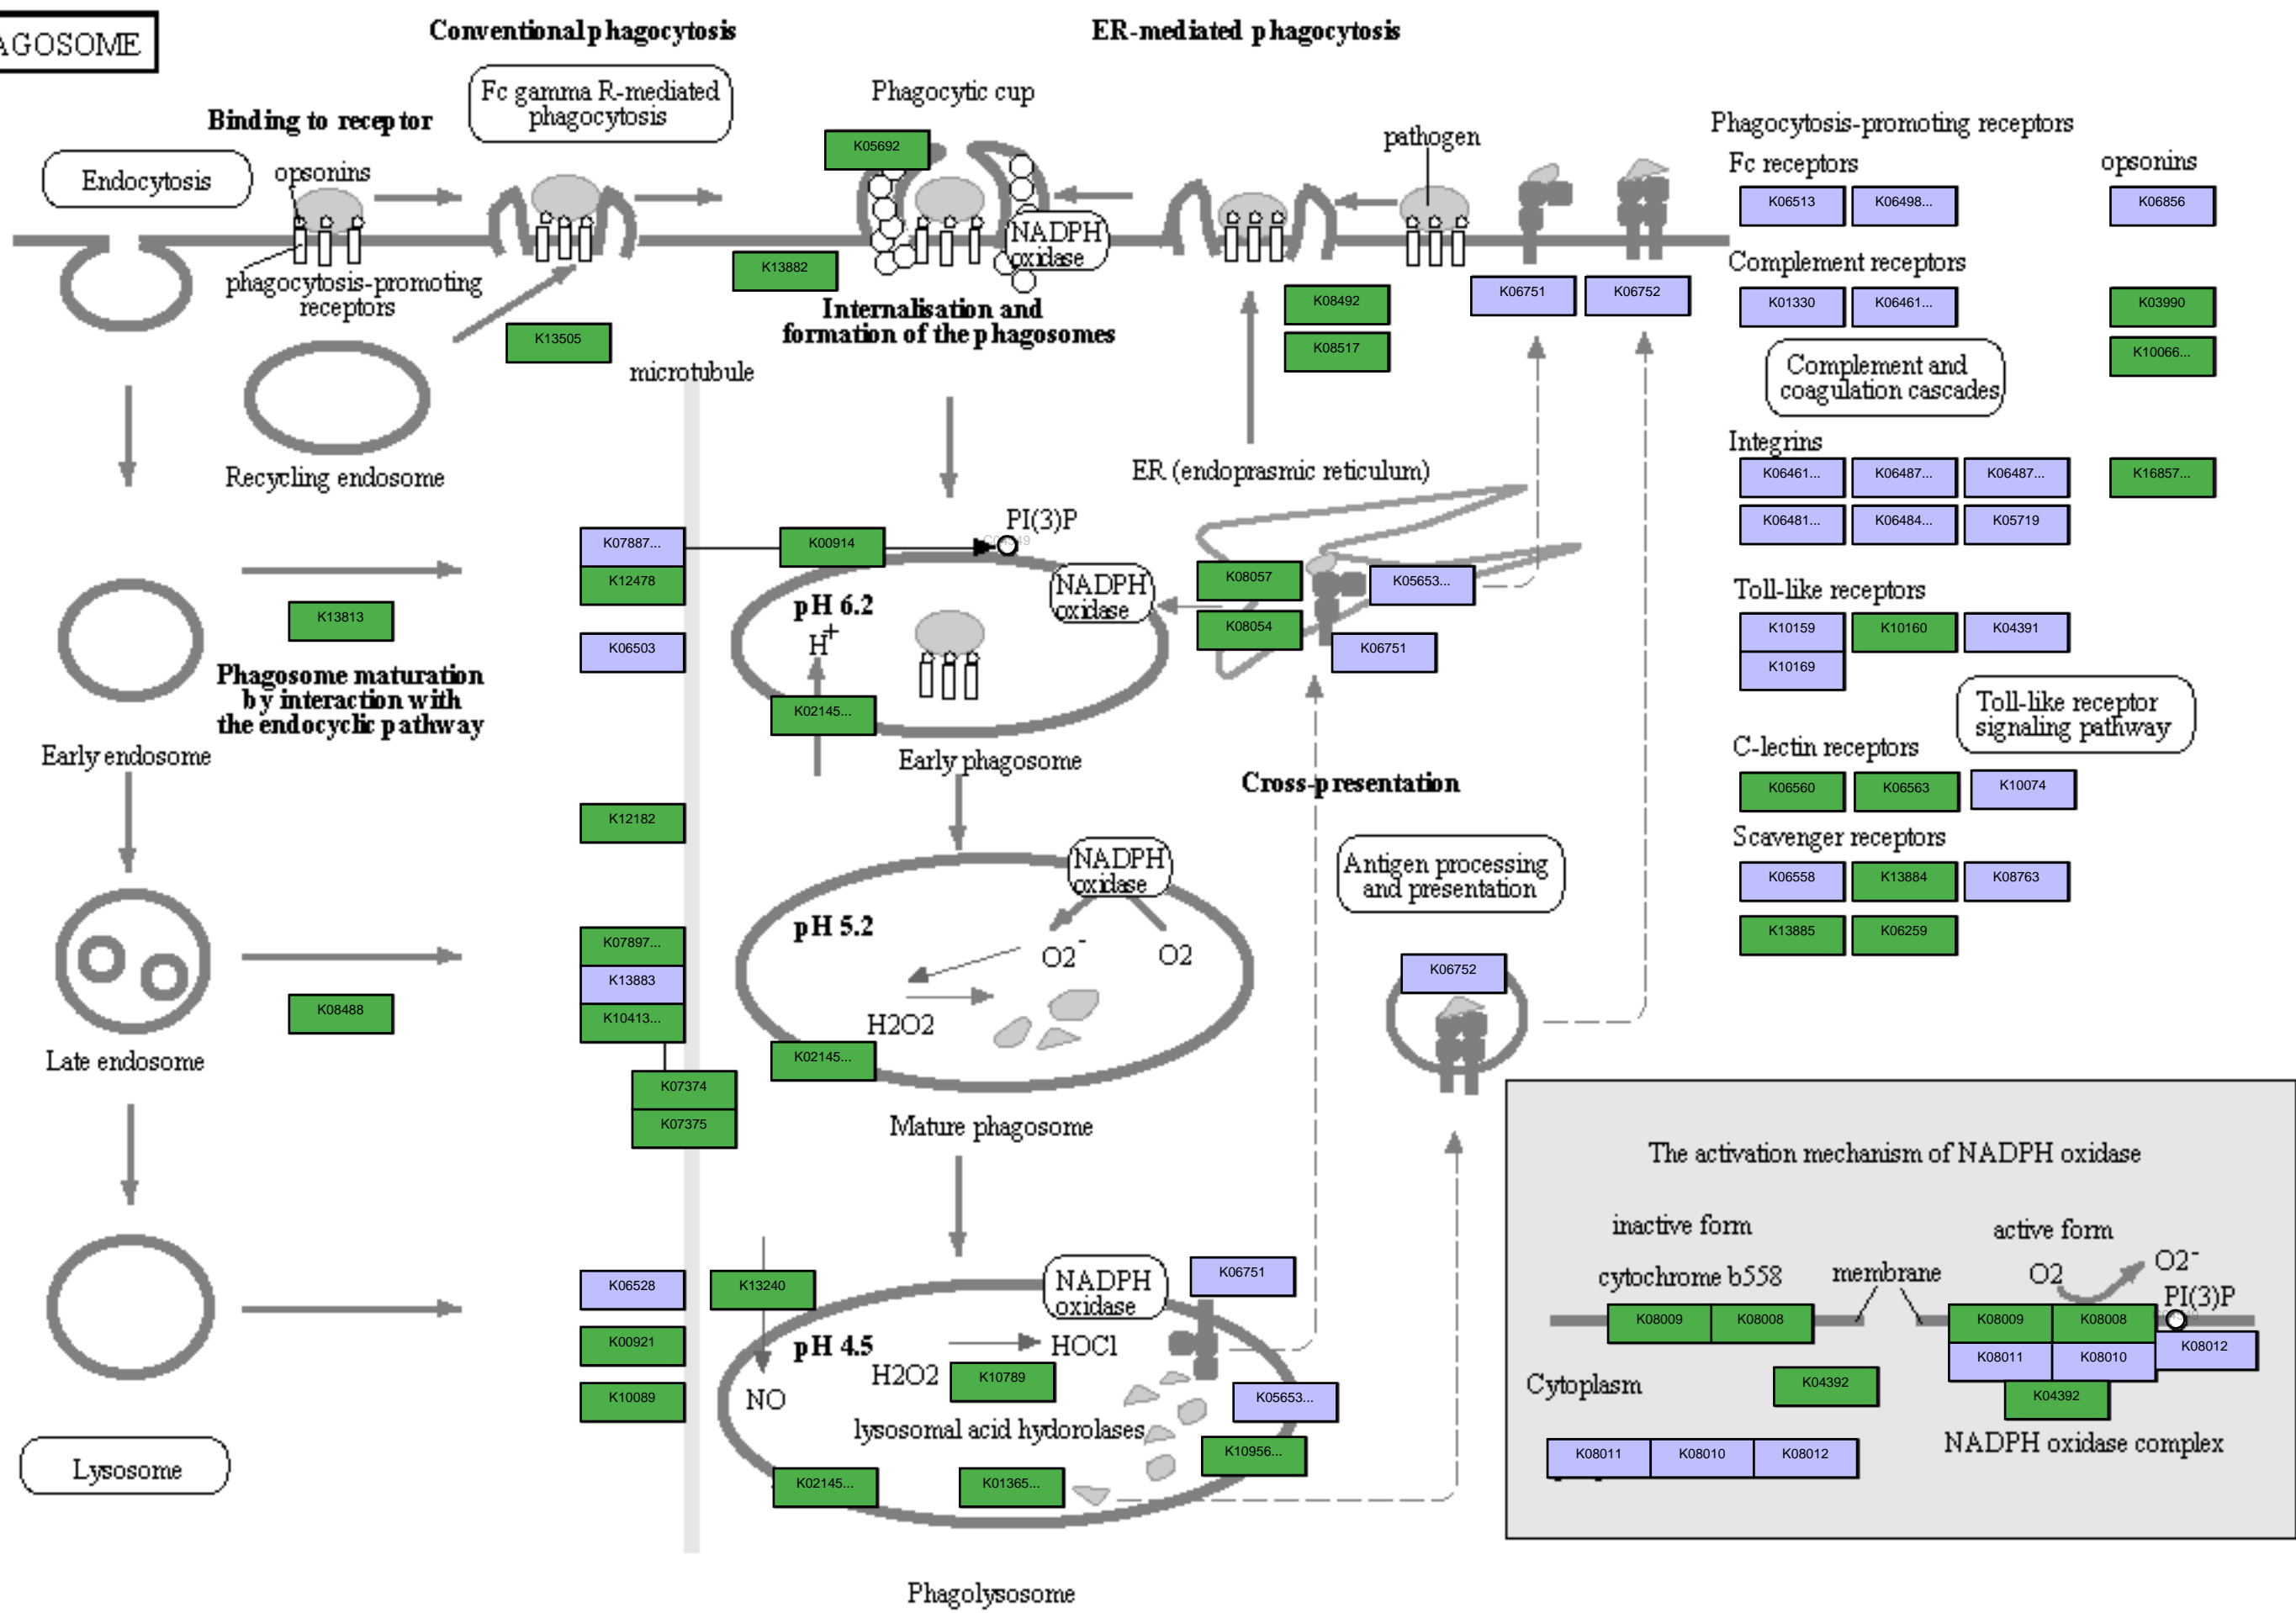 AGOSOME
Conventional phagocytosis
ER-mediated phagocytosis
Fc gamma R-mediated
phagocytosis
Phagocytic cup
Binding to receptor
Endocytosis
opsonins
K05692
pathogen
NADPH
oxidase
phagocytosis-promoting
receptors
K13882
Internalisation and
formation of the phagosomes
K13505
microtubule
Recycling endosome
K08492
K08517
K06751
K06752
ER (endoprasmic reticulum)
Phagocytosis-promoting receptors
Fc receptors
opsonins
K06513
K06498...
K06856
Complement receptors
K01330
K06461...
K03990
K10066...
Complement and
coagulation cascades
Integrins
K06461...
K06487...
K06487...
K16857...
K06481...
K06484...
K05719
Toll-like receptors
K10159
K10160
K04391
K10169
Toll-like receptor
signaling pathway
C-lectin receptors
K06560
K06563
K10074
Scavenger receptors
K06558
K13884
K08763
K13885
K06259
PI(3)P
K07887...
K00914
K12478
K13813
K06503
pH 6.2
H+
NADPH
oxidase
K08057
K08054
K05653...
K06751
K02145...
Phagosome maturation
by interaction with
the endocyclic pathway
Early endosome
Early phagosome
Cross-presentation
K12182
NADPH
oxidase
Antigen processing
and presentation
pH 5.2
O2-
O2
H2O2
K07897...
K13883
K10413...
K08488
K02145...
K06752
Late endosome
K07374
K07375
Mature phagosome
K06528
K13240
NADPH
oxidase
K06751
K00921
pH 4.5
HOCl
H2O2
K10789
K10089
NO
K05653...
lysosomal acid hydorolases
K10956...
K02145...
K01365...
Lysosome
Phagolysosome
The activation mechanism of NADPH oxidase
inactive form
active form
cytochrome b558
membrane
O2
O2-
PI(3)P
K08009
K08008
K08009
K08008
K08011
K08010
K08012
Cytoplasm
K04392
K04392
K08011
K08010
K08012
NADPH oxidase complex